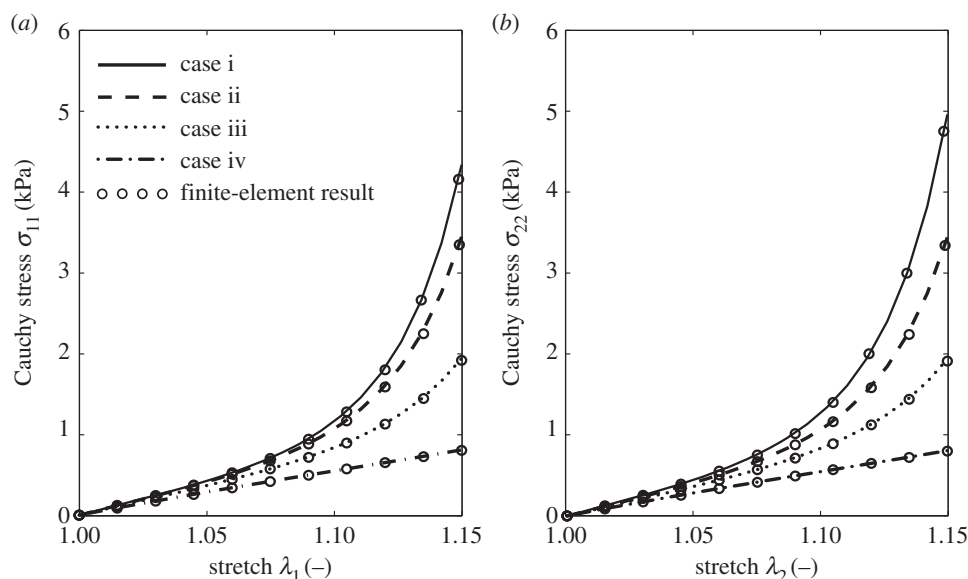 (a)
6
5
4
3
2
1
0
Cauchy stress σ11 (kPa)
case i
case ii
case iii
case iv
finite-element result
1.00
1.05
1.10
1.15
stretch λ1 (–)
(b)
6
5
4
3
2
1
0
Cauchy stress σ22 (kPa)
1.00
1.05
1.10
1.15
stretch λ2 (–)